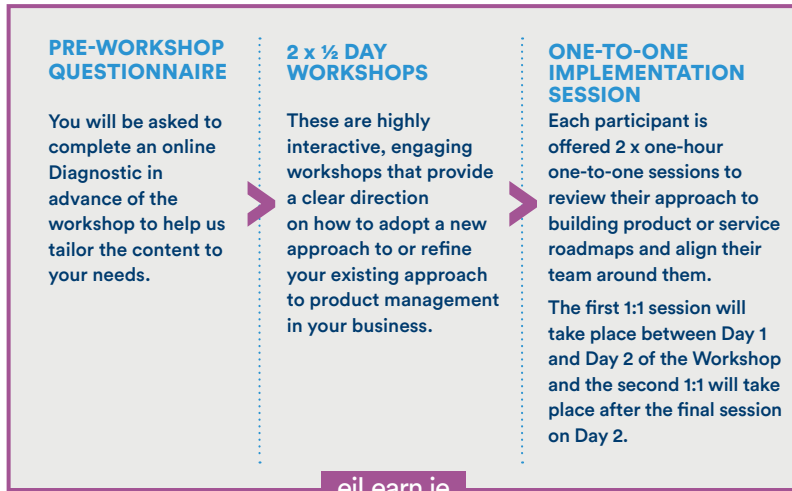 PRE-WORKSHOP
QUESTIONNAIRE
You will be asked to
complete an online
Diagnostic in
advance of the
workshop to help us
tailor the content to
your needs.
2 x ½ DAY
WORKSHOPS
These are highly
interactive, engaging
workshops that provide
a clear direction
on how to adopt a new
approach to or refine
your existing approach
to product management
in your business.
ONE-TO-ONE
IMPLEMENTATION
SESSION
Each participant is
offered 2 x one-hour
one-to-one sessions to
review their approach to
building product or service
roadmaps and align their
team around them.
The first 1:1 session will
take place between Day 1
and Day 2 of the Workshop
and the second 1:1 will take
place after the final session
on Day 2.
eiLearn.ie